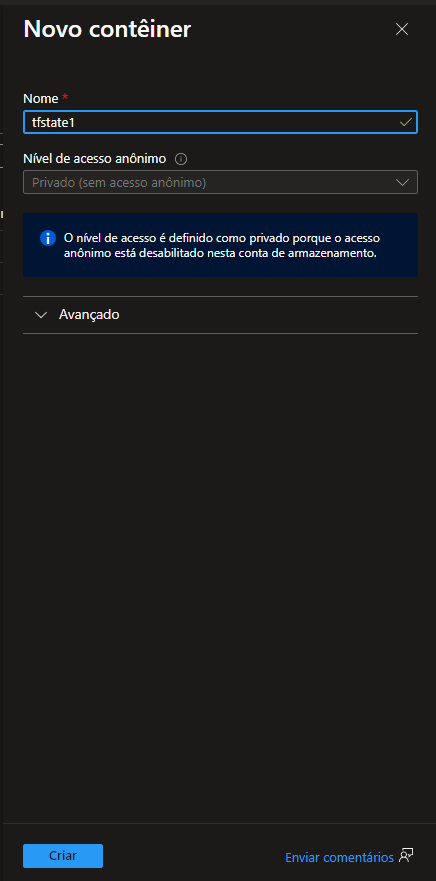 Novo contêiner
Nome *
tfstate1
Nível de acesso anônimo
Privado (sem acesso anônimo)
O nível de acesso é definido como privado porque o acesso
anônimo está desabilitado nesta conta de armazenamento.
Avançado
Criar
Enviar comentários